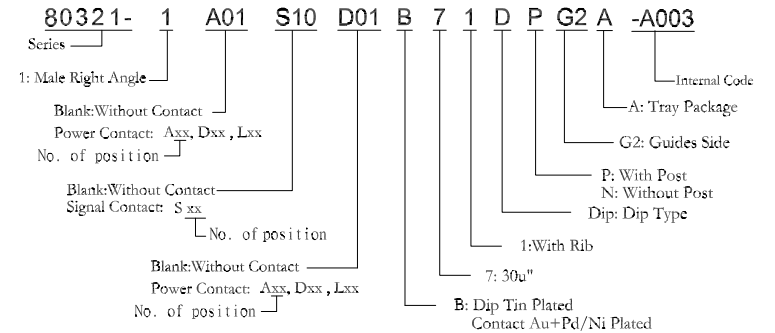 80321- 1 A01 S10 D01 B 7 1 D P G2 A -A003
Series
1: Male Right Angle
Internal Code
Blank:Without Contact
A: Tray Package
Power Contact: Axx, Dxx , Lxx
No. of position
G2: Guides Side
P: With Post
N: Without Post
Blank:Without Contact
Signal Contact: S xx
Dip: Dip Type
No. of position
1:With Rib
Blank:Without Contact
7: 30u"
Power Contact: Axx, Dxx , Lxx
No. of position
B: Dip Tin Plated
Contact Au+Pd/Ni Plated